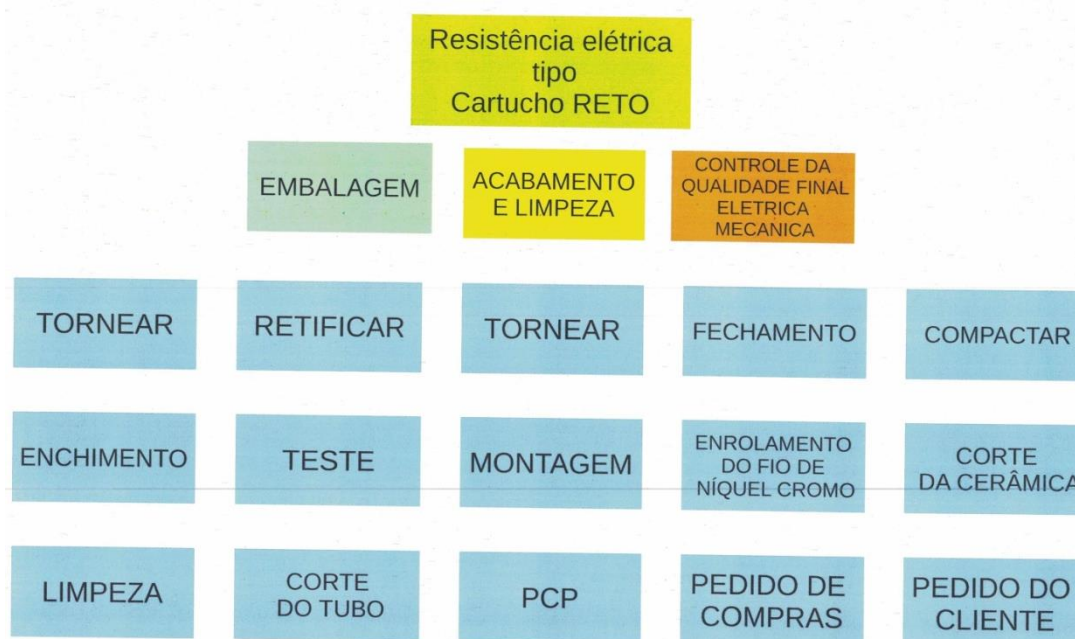 Resistência elétrica
tipo
Cartucho RETO
EMBALAGEM
ACABAMENTO
E LIMPEZA
CONTROLE DA
QUALIDADE FINAL
ELETRICA
MECANICA
TORNEAR
RETIFICAR
TORNEAR
FECHAMENTO
COMPACTAR
ENCHIMENTO
TESTE
MONTAGEM
ENROLAMENTO
DO FIO DE
NÍQUEL CROMO
CORTE
DA CERÂMICA
LIMPEZA
CORTE
DO TUBO
PCP
PEDIDO DE
COMPRAS
PEDIDO DO
CLIENTE